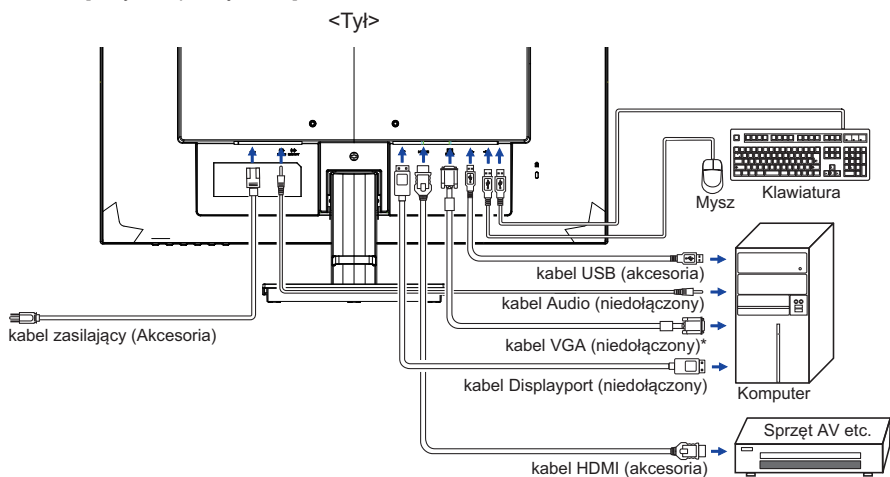 <Tył>
Mysz
Klawiatura
kabel USB (akcesoria)
kabel Audio (niedołączony)
kabel zasilający (Akcesoria)
kabel VGA (niedołączony)*
kabel Displayport (niedołączony)
Komputer
Sprzęt AV etc.
kabel HDMI (akcesoria)